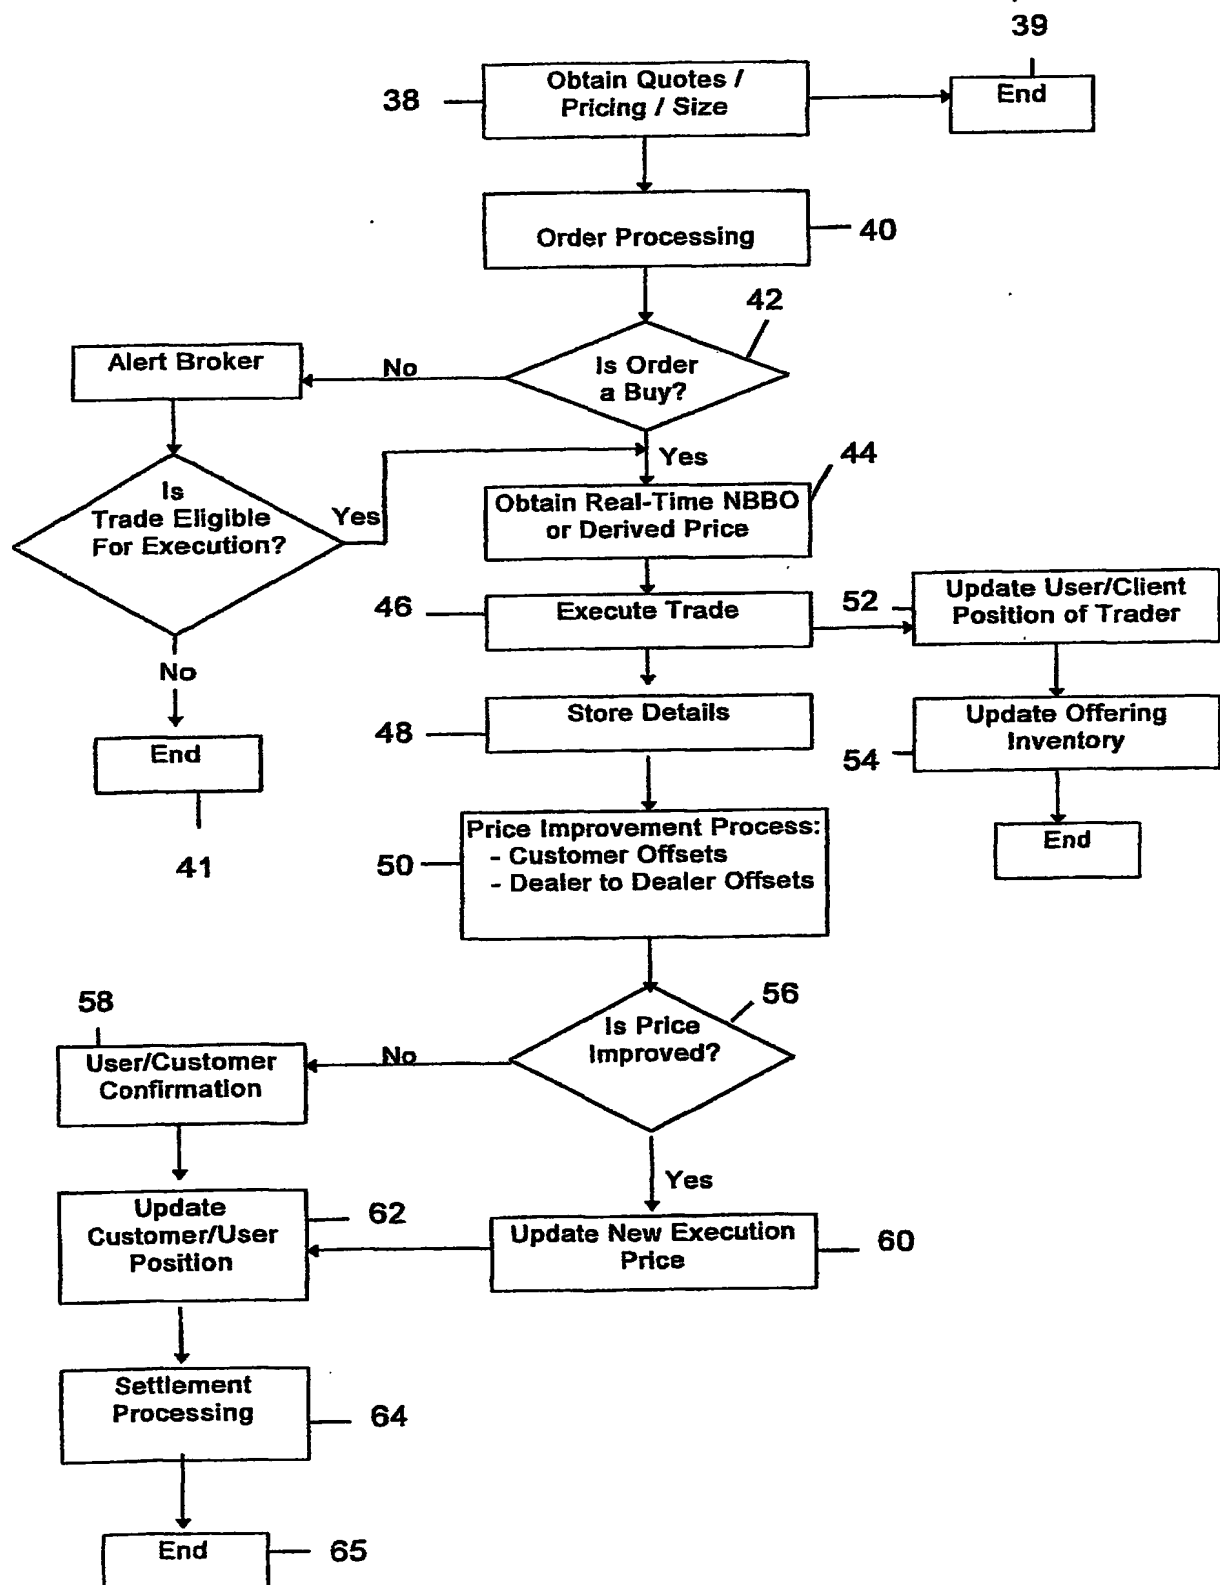 39
38
Obtain Quotes /
Pricing / Size
End
Order Processing
40
42
Alert Broker
No
Is Order
a Buy?
Yes
44
Is
Trade Eligible
For Execution?
Yes
Obtain Real-Time NBBO
or Derived Price
46
Execute Trade
52
Update User/Client
Position of Trader
No
48
Store Details
54
Update Offering
Inventory
End
41
50
Price Improvement Process:
- Customer Offsets
- Dealer to Dealer Offsets
End
58
56
Is Price
Improved?
No
User/Customer
Confirmation
Yes
Update
Customer/User
Position
62
Update New Execution
Price
60
Settlement
Processing
64
End
65